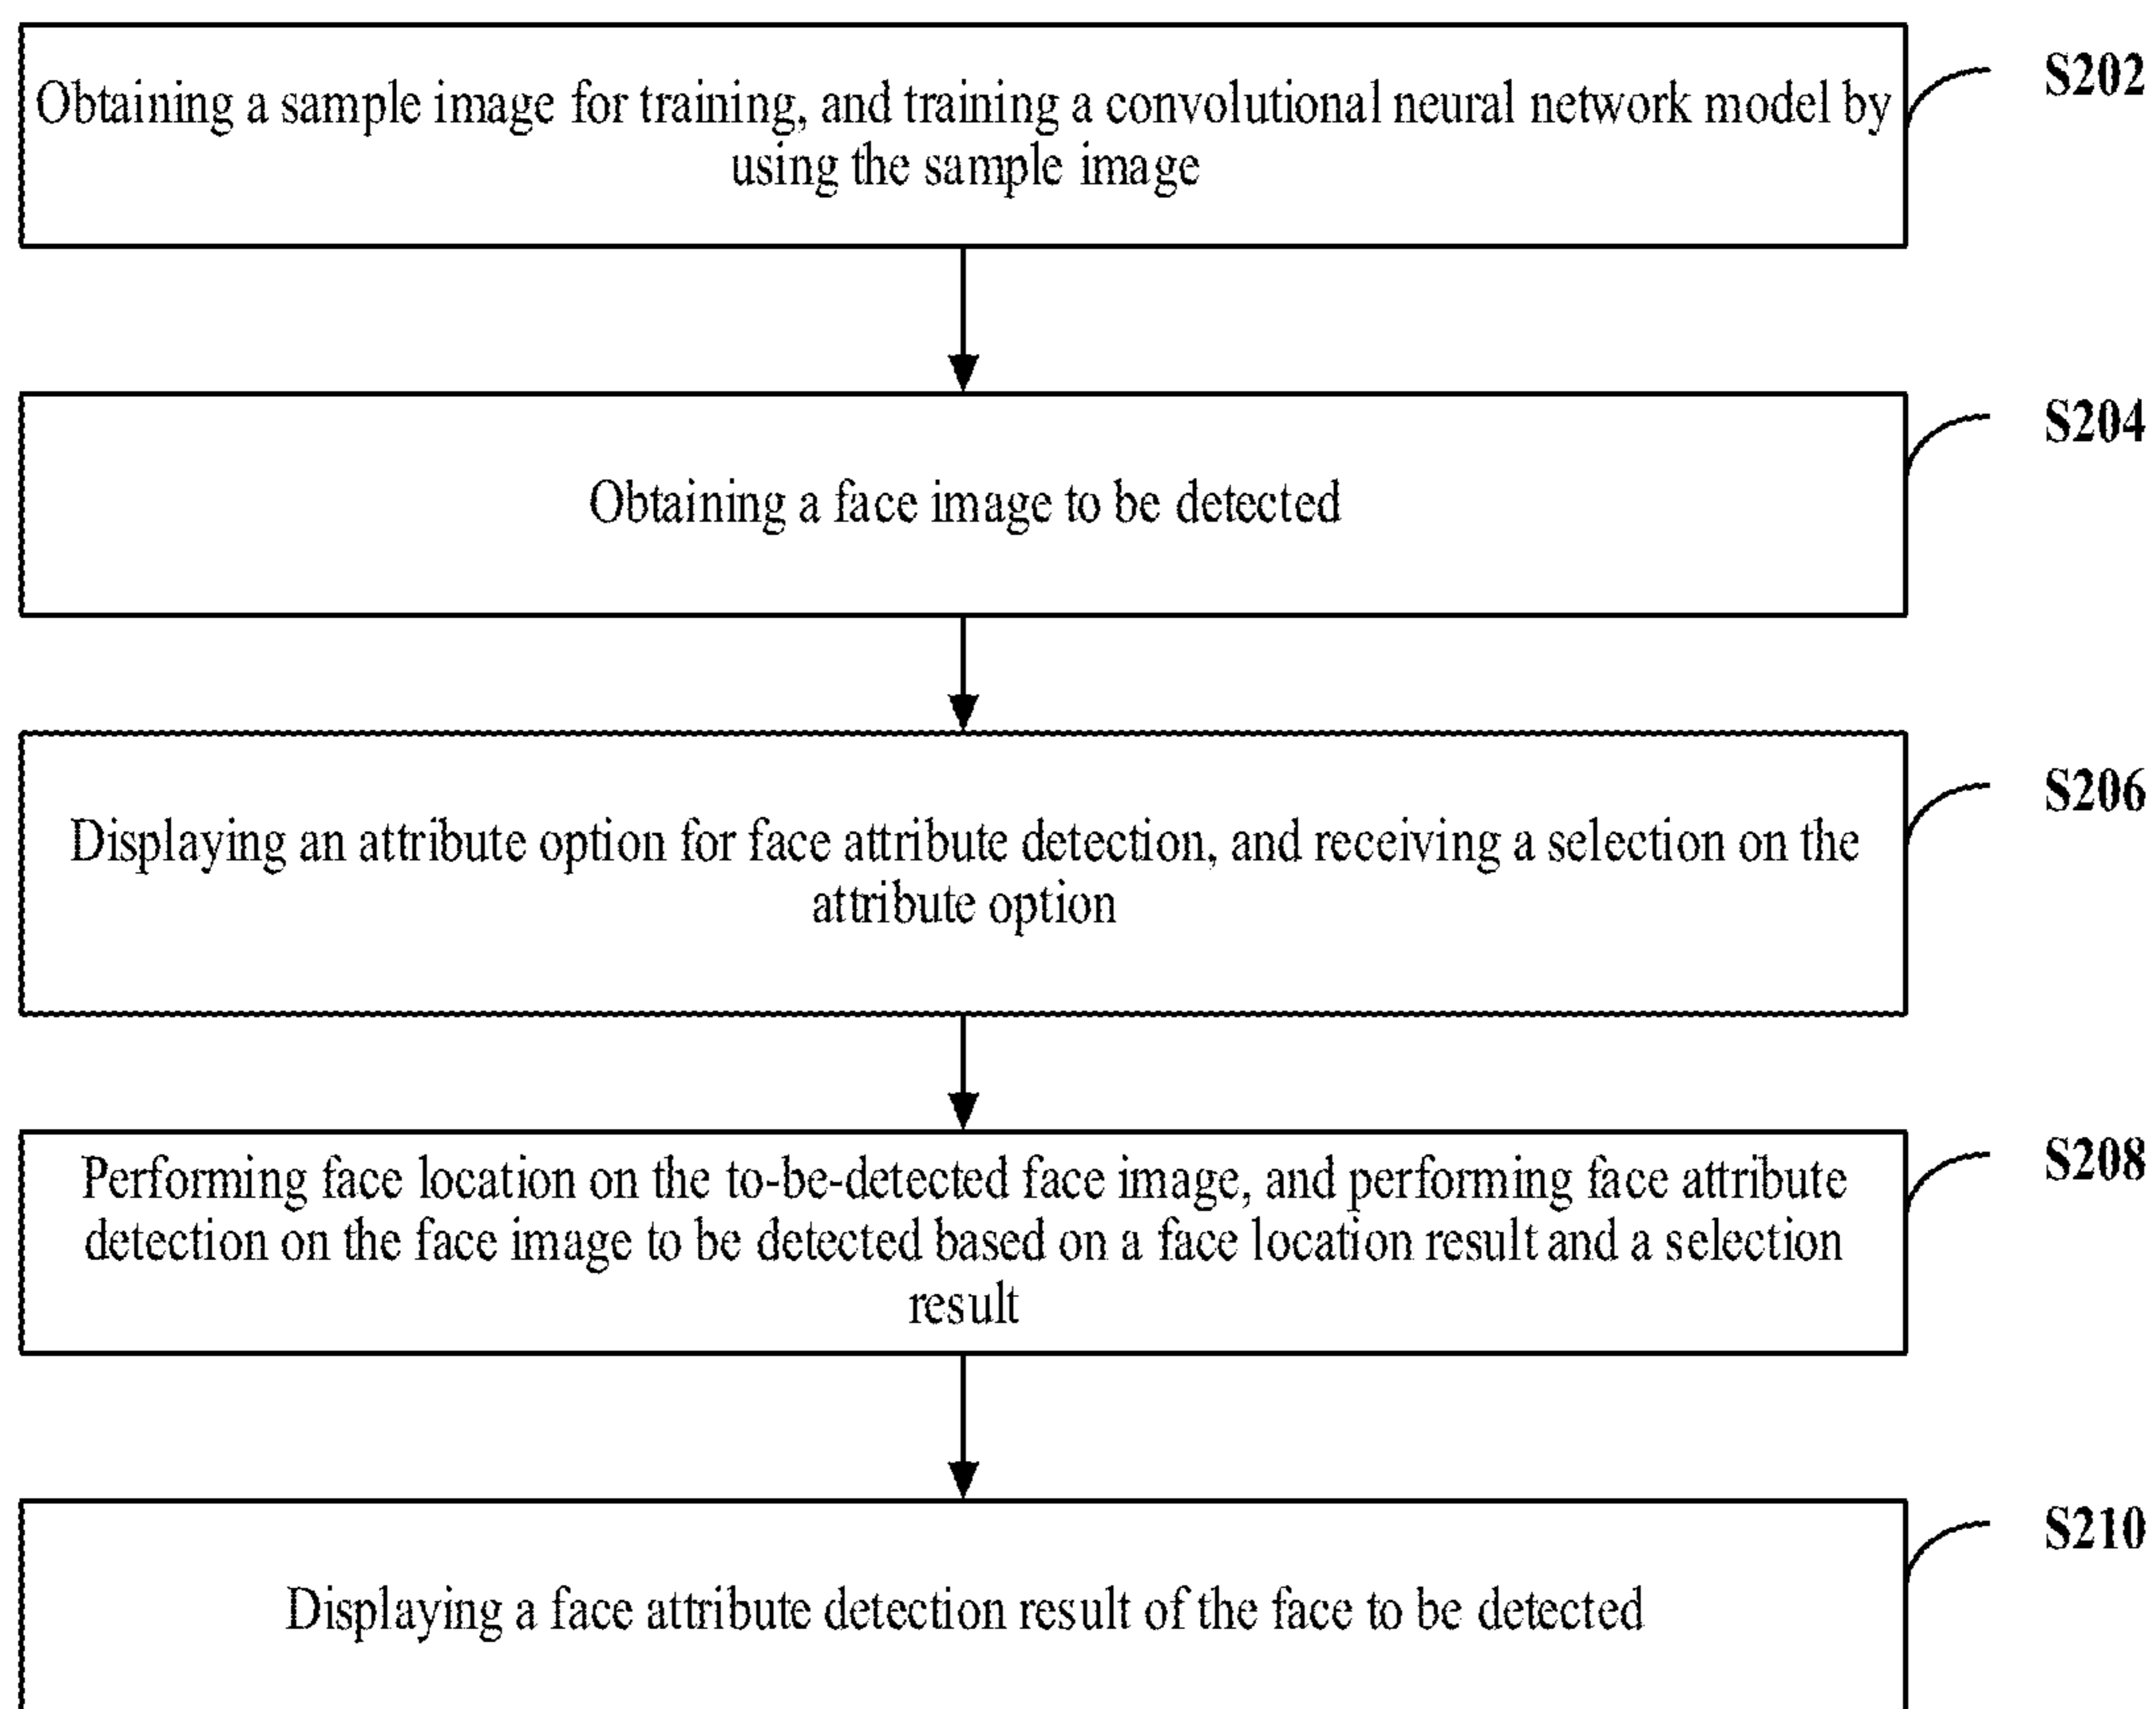 Obtaining a sample image for training, and training a convolutional neural network model by
using the sample image
S202
Obtaining a face image to be detected
S204
Displaying an attribute option for face attribute detection, and receiving a selection on the
attribute option
S206
Performing face location on the to-be-detected face image, and performing face attribute
detection on the face image to be detected based on a face location result and a selection
result
S208
Displaying a face attribute detection result of the face to be detected
S210